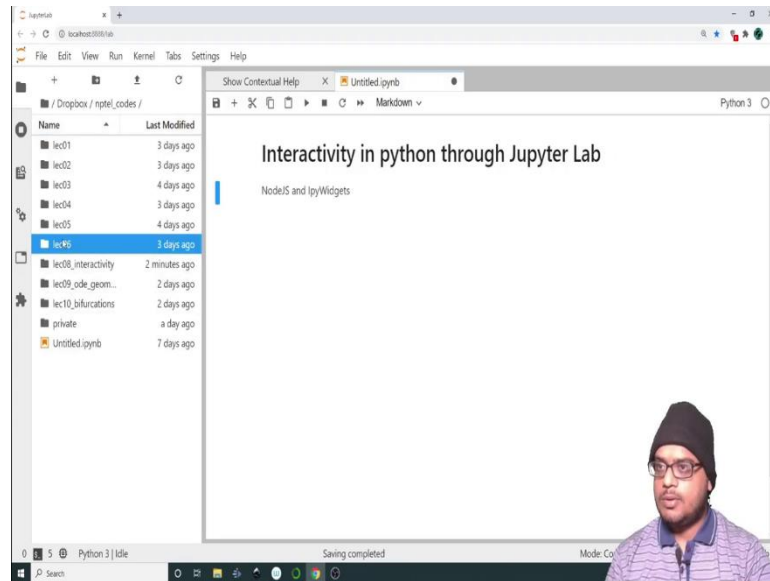 JupyterLab
localhost:8888/lab
File Edit View Run Kernel Tabs Settings Help
Show Contextual Help
Untitled.ipynb
/ Dropbox / nptel_codes /
Markdown
Python 3
Name Last Modified
lec01 3 days ago
lec02 3 days ago
lec03 4 days ago
lec04 3 days ago
lec05 4 days ago
lec06 3 days ago
lec08_interactivity 2 minutes ago
lec09_ode_geom... 2 days ago
lec10_bifurcations 2 days ago
private a day ago
Untitled.ipynb 7 days ago
Interactivity in python through Jupyter Lab
NodeJS and IpyWidgets
0 5 Python 3 | Idle Saving completed Mode: Co
Search